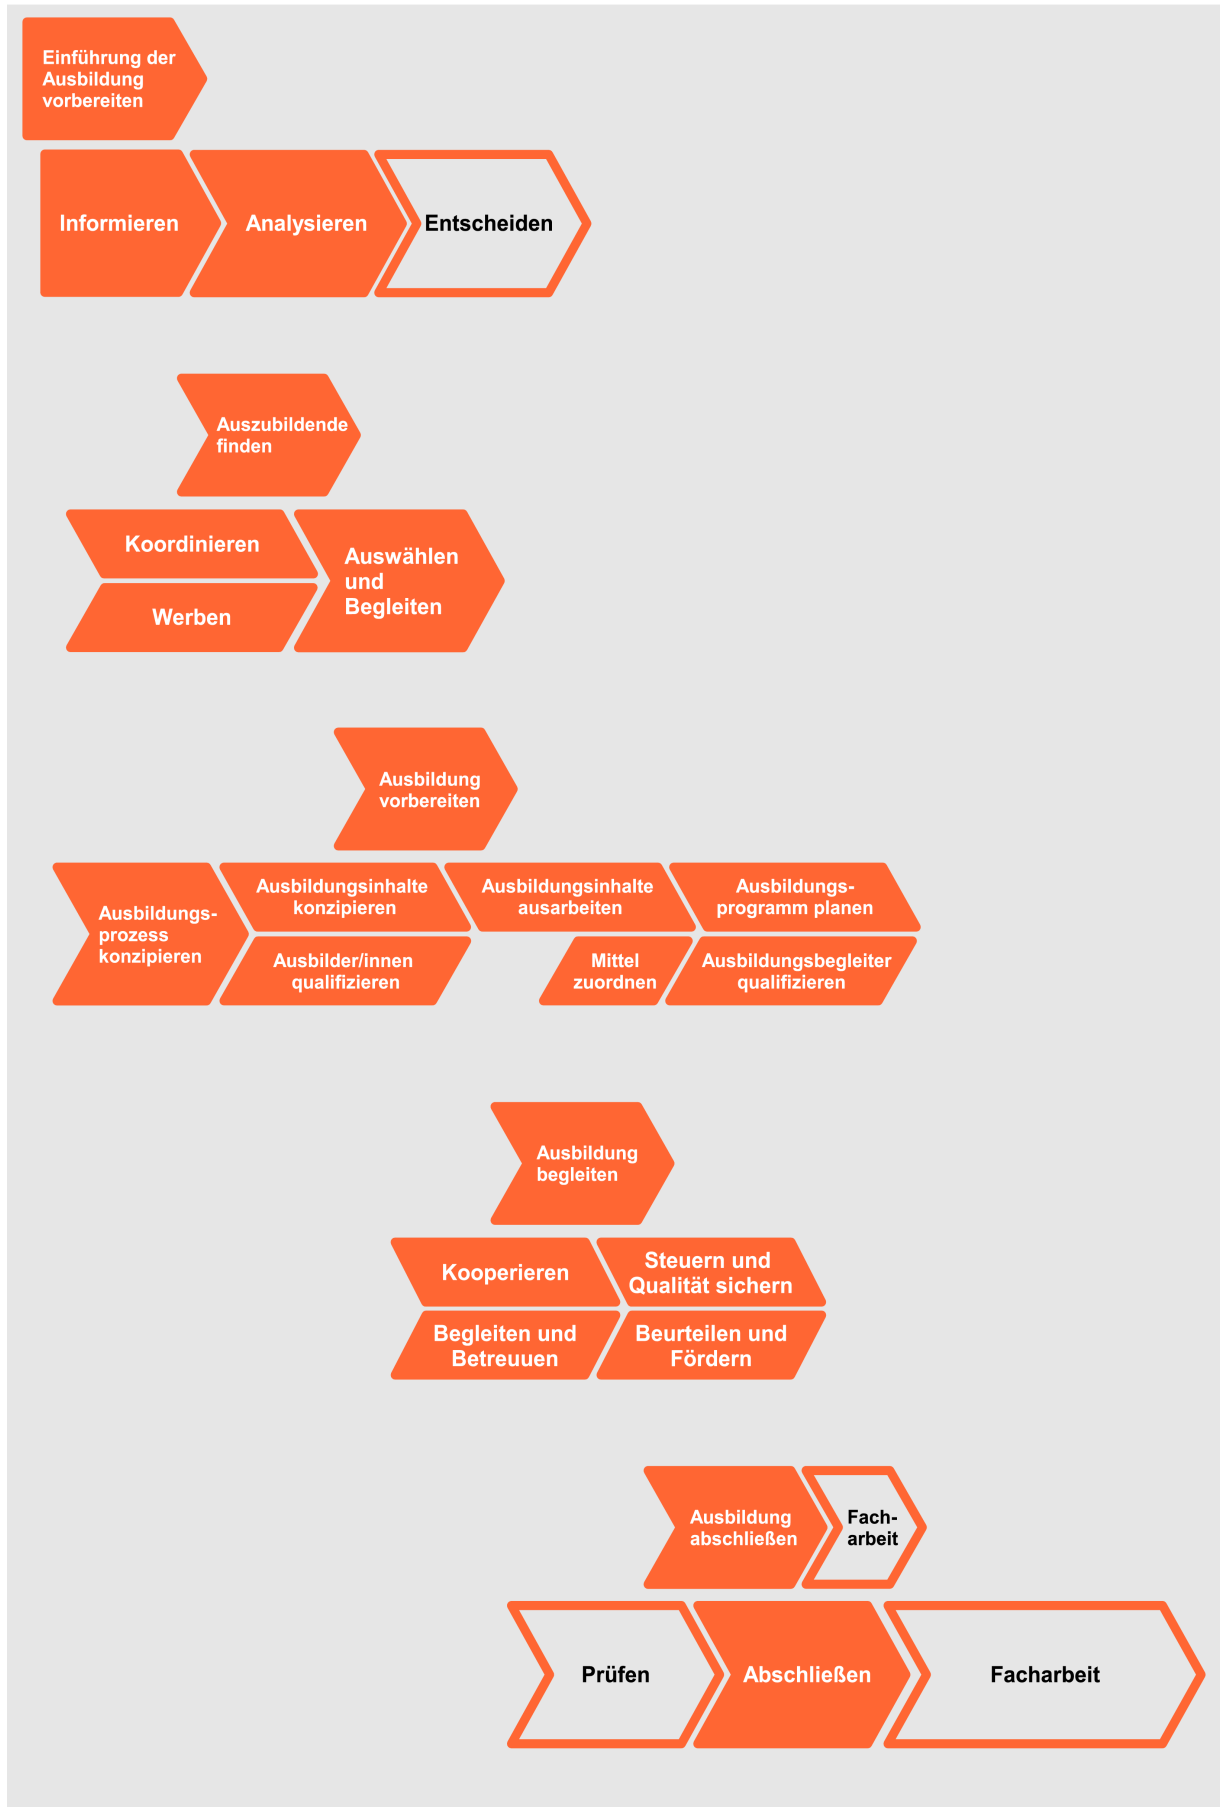 Einführung der
Ausbildung
vorbereiten
Informieren
Analysieren
Entscheiden
Auszubildende
finden
Koordinieren
Werben
Auswählen
und
Begleiten
Ausbildung
vorbereiten
Ausbildungs-
prozess
konzipieren
Ausbildungsinhalte
konzipieren
Ausbilder/innen
qualifizieren
Ausbildungsinhalte
ausarbeiten
Mittel
zuordnen
Ausbildungs-
programm planen
Ausbildungsbegleiter
qualifizieren
Ausbildung
begleiten
Kooperieren
Steuern und
Qualität sichern
Begleiten und
Betreuuen
Beurteilen und
Fördern
Ausbildung
abschließen
Fach-
arbeit
Prüfen
Abschließen
Facharbeit